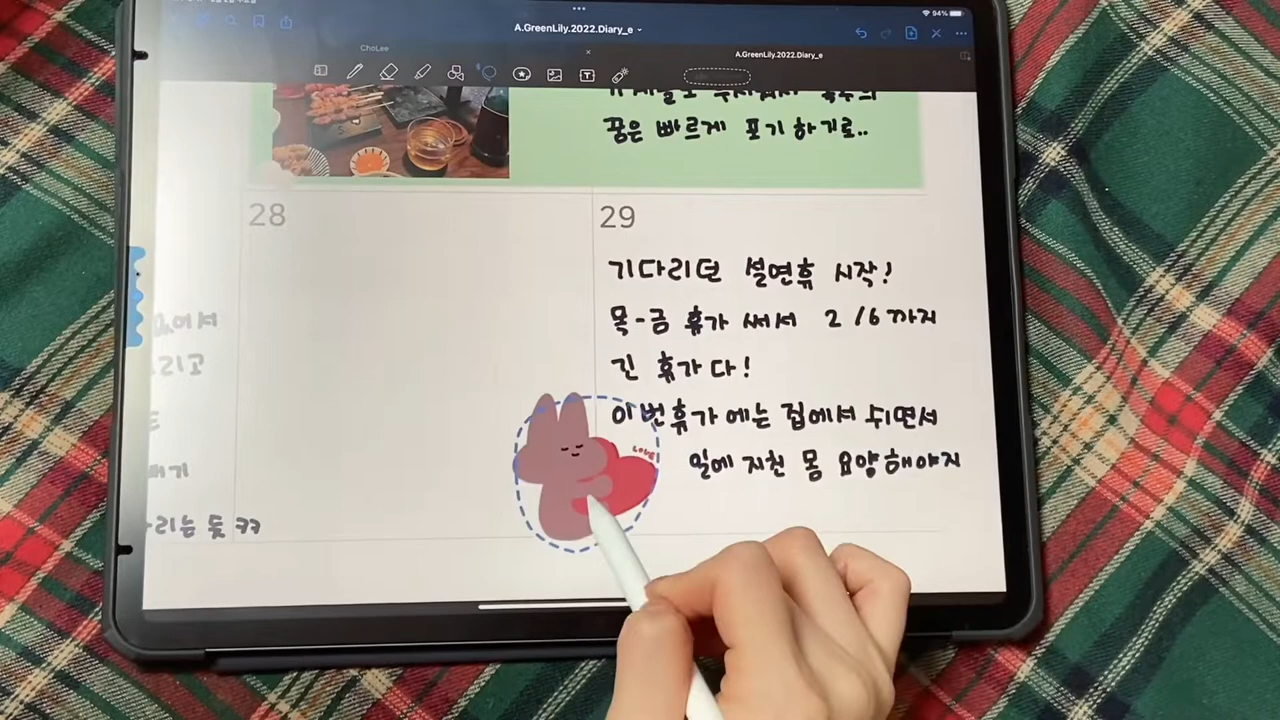 94%
A.GreenLily.2022.Diary_e
ChoLee
A.GreenLily.2022.Diary_e
꿈은 빠르게 포기하기로..
28
29
기다리던 설연휴 시작!
목-금 휴가 써서 2/6까지
긴 휴가다!
이번휴가에는 집에서 쉬면서
일에 지친 몸 요양해야지
LOVE!
리고
리는 듯 ㅋㅋ